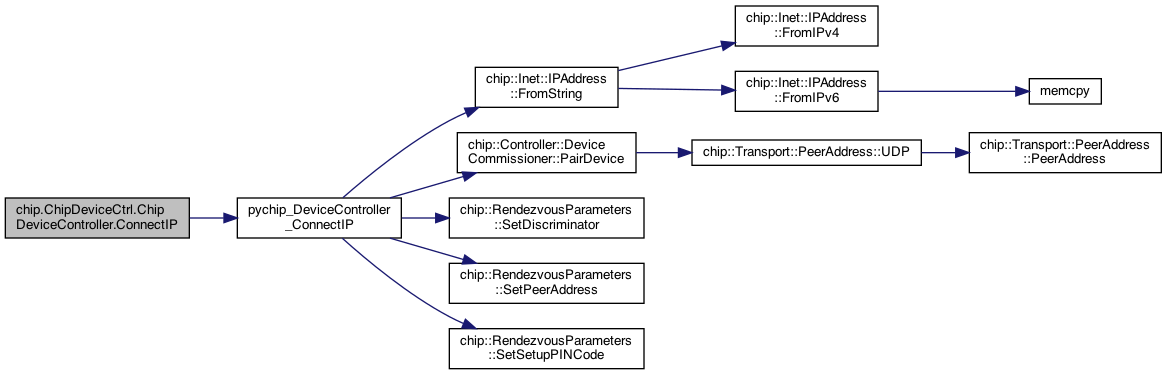 chip.ChipDeviceCtrl.Chip
DeviceController.ConnectIP
pychip_DeviceController
_ConnectIP
chip::Inet::IPAddress
::FromString
chip::Inet::IPAddress
::FromIPv4
chip::Inet::IPAddress
::FromIPv6
memcpy
chip::Controller::Device
Commissioner::PairDevice
chip::Transport::PeerAddress::UDP
chip::Transport::PeerAddress
::PeerAddress
chip::RendezvousParameters
::SetDiscriminator
chip::RendezvousParameters
::SetPeerAddress
chip::RendezvousParameters
::SetSetupPINCode